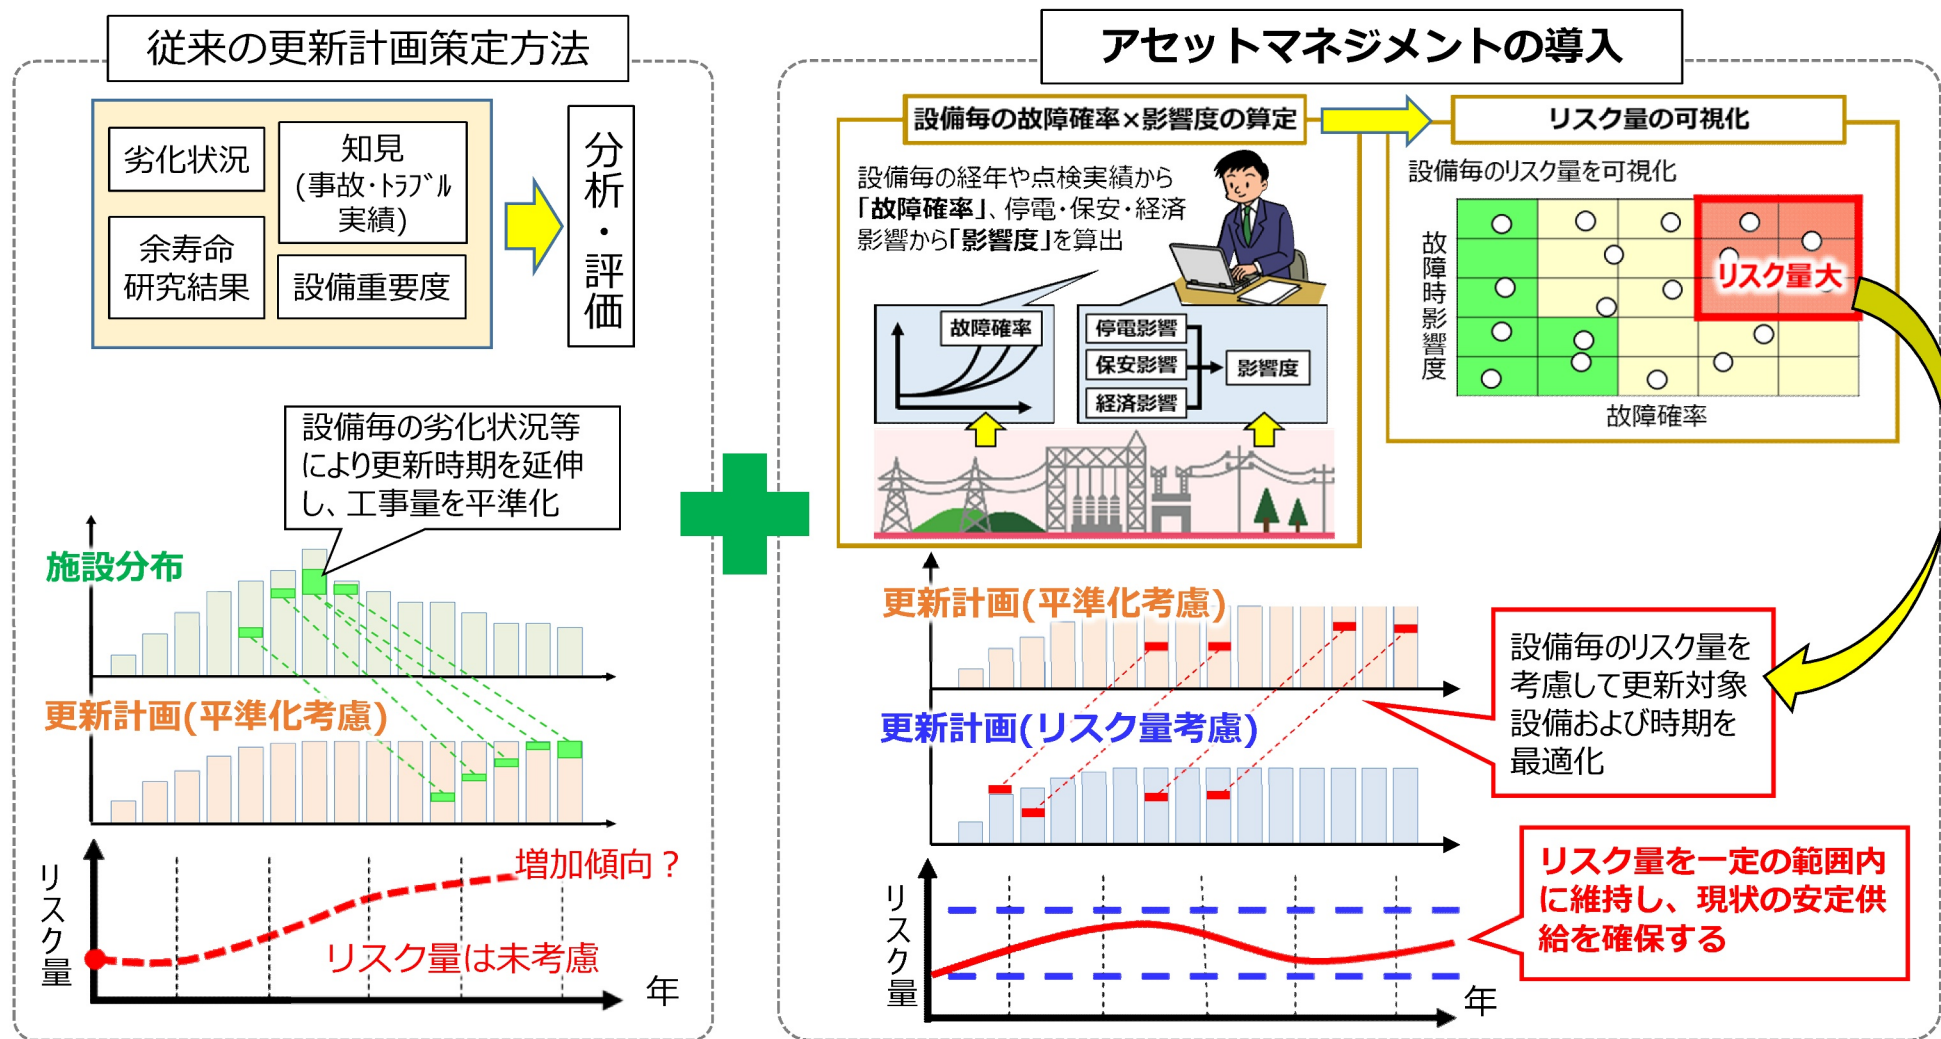 従来の更新計画策定方法
劣化状況
知見
(事故・ﾄﾗﾌﾞﾙ
実績)
余寿命
研究結果
設備重要度
分析・評価
設備毎の劣化状況等
により更新時期を延伸
し、工事量を平準化
施設分布
更新計画(平準化考慮)
リスク量
増加傾向？
リスク量は未考慮
年
アセットマネジメントの導入
設備毎の故障確率×影響度の算定
設備毎の経年や点検実績から
｢故障確率｣、停電・保安・経済
影響から｢影響度｣を算出
故障確率
停電影響
保安影響
経済影響
影響度
リスク量の可視化
設備毎のリスク量を可視化
故障時影響度
リスク量大
故障確率
更新計画(平準化考慮)
更新計画(リスク量考慮)
設備毎のリスク量を
考慮して更新対象
設備および時期を
最適化
リスク量
年
リスク量を一定の範囲内
に維持し、現状の安定供
給を確保する